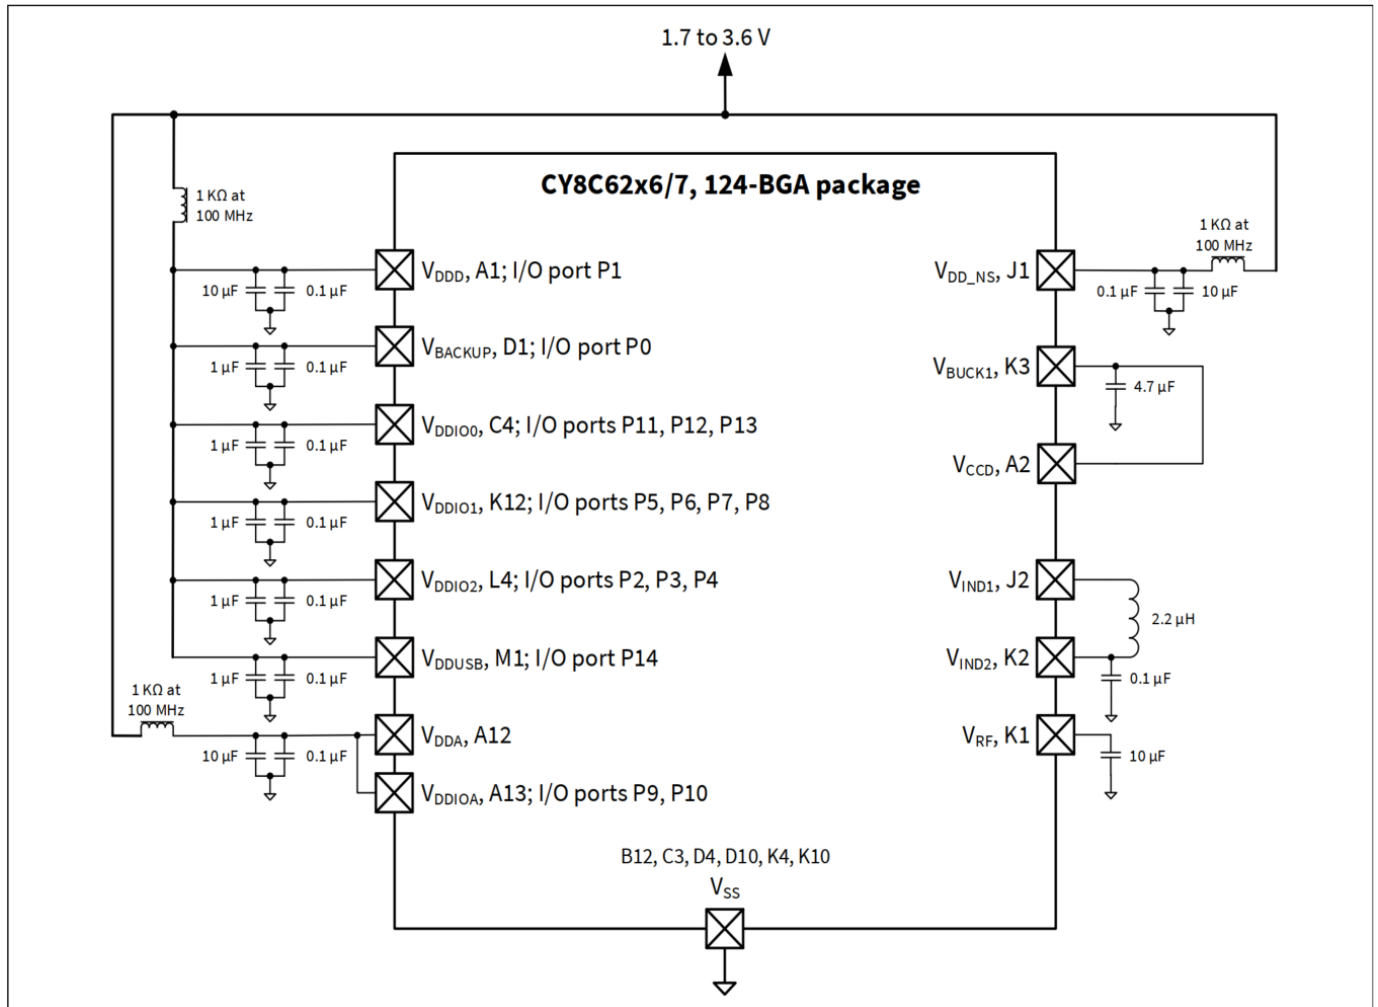 1.7 to 3.6 V
CY8C62x6/7, 124-BGA package
1 KΩ at
100 MHz
1 KΩ at
100 MHz
10 µF
0.1 µF
VDDD, A1; I/O port P1
VDD_NS, J1
0.1 µF
10 µF
1 µF
0.1 µF
VBACKUP, D1; I/O port P0
VBUCK1, K3
4.7 µF
1 µF
0.1 µF
VDDIO0, C4; I/O ports P11, P12, P13
VCCD, A2
1 µF
0.1 µF
VDDIO1, K12; I/O ports P5, P6, P7, P8
1 µF
0.1 µF
VDDIO2, L4; I/O ports P2, P3, P4
VIND1, J2
2.2 µH
1 µF
0.1 µF
VDDUSB, M1; I/O port P14
VIND2, K2
0.1 µF
1 KΩ at
100 MHz
10 µF
0.1 µF
VDDA, A12
VRF, K1
10 µF
VDDIOA, A13; I/O ports P9, P10
B12, C3, D4, D10, K4, K10
VSS